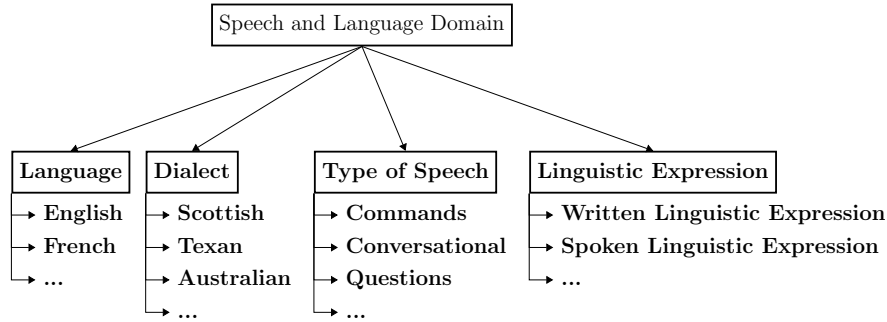 Speech and Language Domain
Language
English
French
...
Dialect
Scottish
Texan
Australian
...
Type of Speech
Commands
Conversational
Questions
...
Linguistic Expression
Written Linguistic Expression
Spoken Linguistic Expression
...